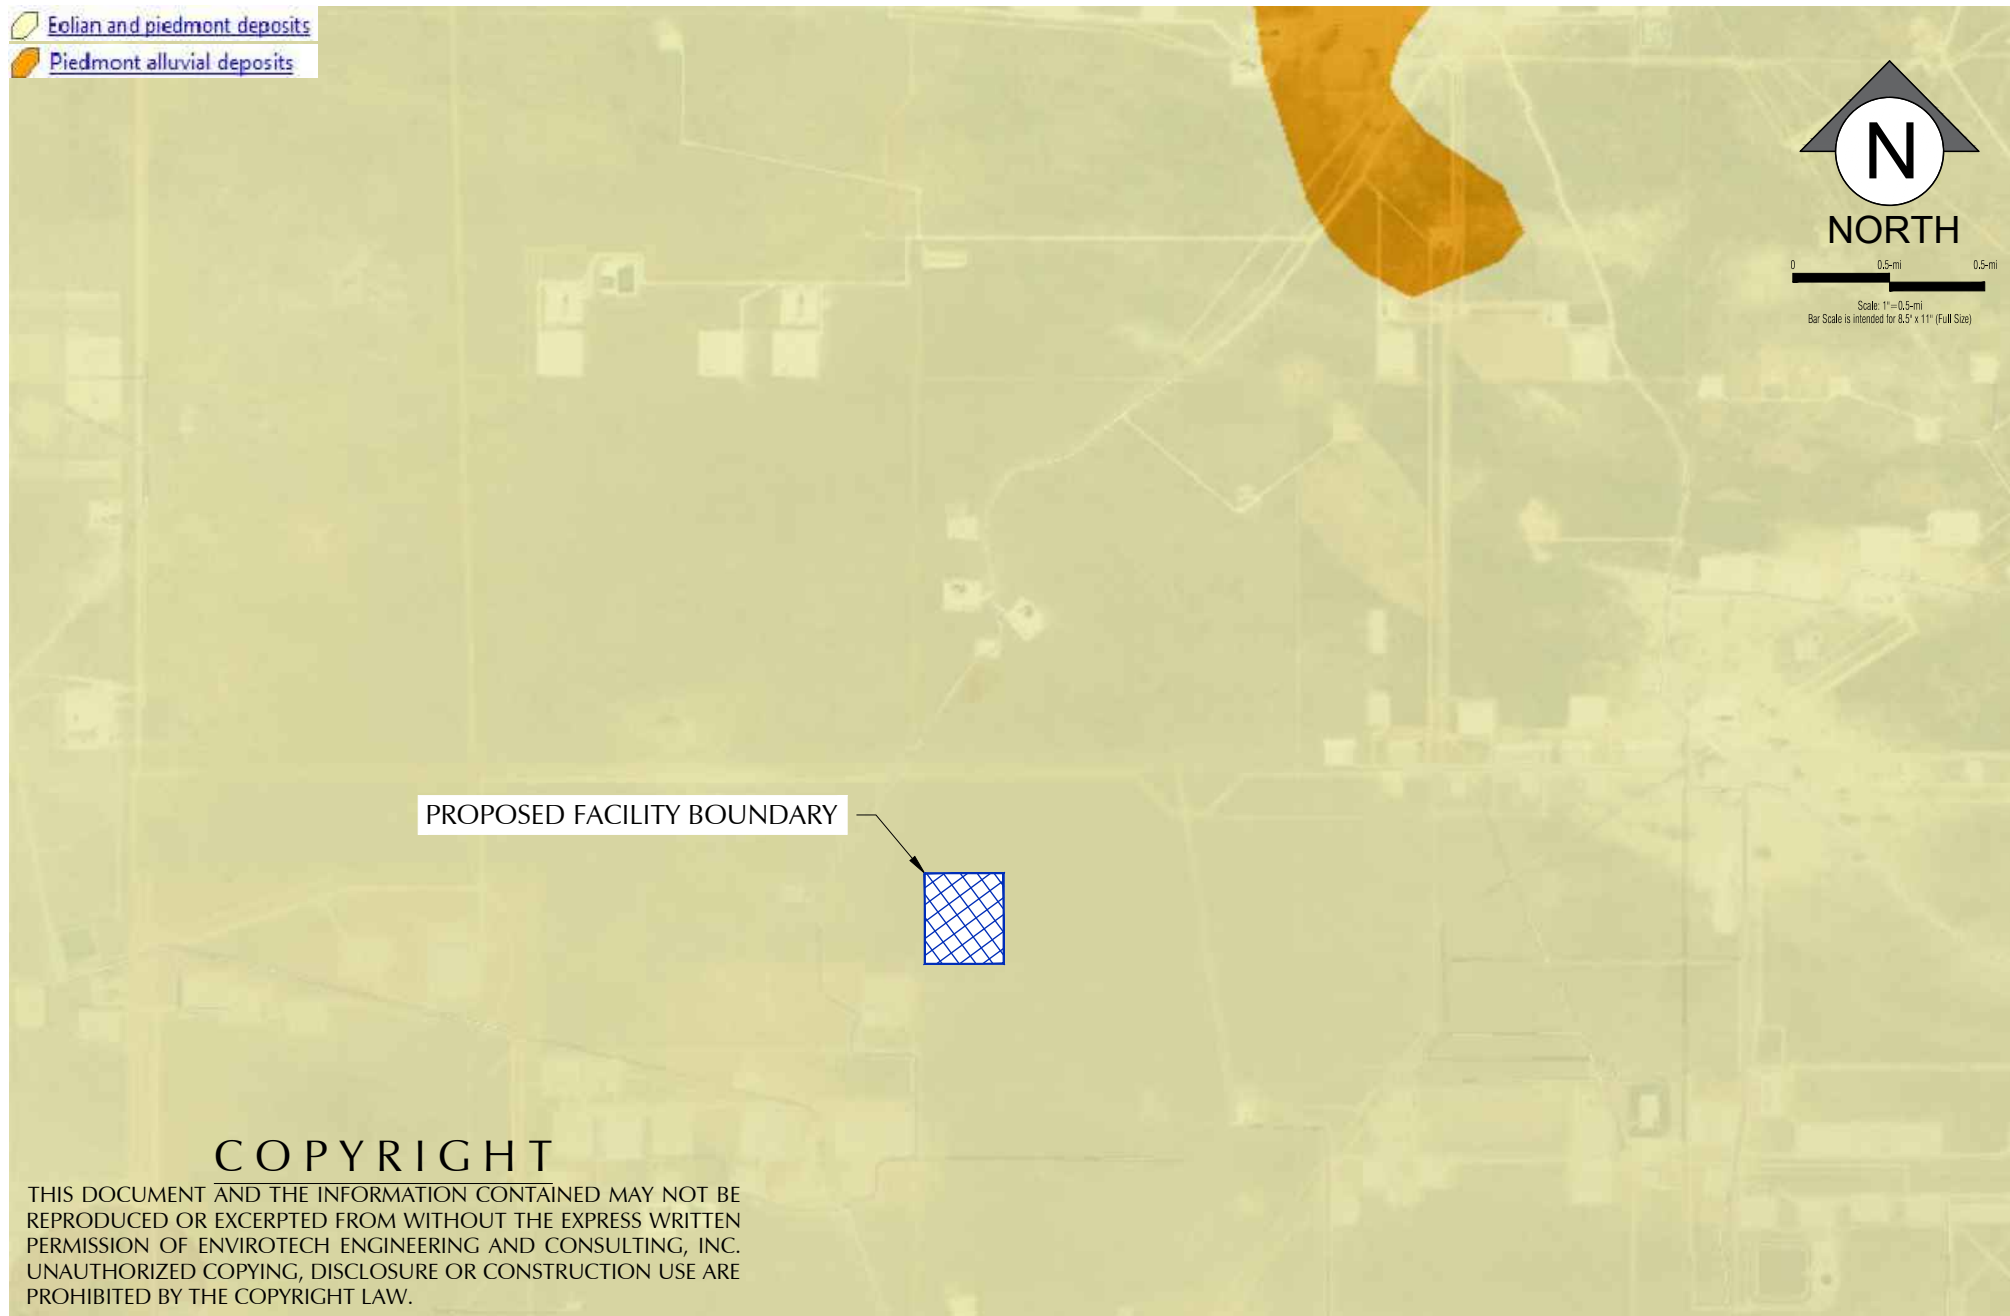 Eolian and piedmont deposits
Piedmont alluvial deposits
N
NORTH
0 0.5-mi 0.5-mi
Scale: 1"=0.5-mi
Bar Scale is intended for 8.5" x 11" (Full Size)
PROPOSED FACILITY BOUNDARY
COPYRIGHT
THIS DOCUMENT AND THE INFORMATION CONTAINED MAY NOT BE
REPRODUCED OR EXCERPTED FROM WITHOUT THE EXPRESS WRITTEN
PERMISSION OF ENVIROTECH ENGINEERING AND CONSULTING, INC.
UNAUTHORIZED COPYING, DISCLOSURE OR CONSTRUCTION USE ARE
PROHIBITED BY THE COPYRIGHT LAW.